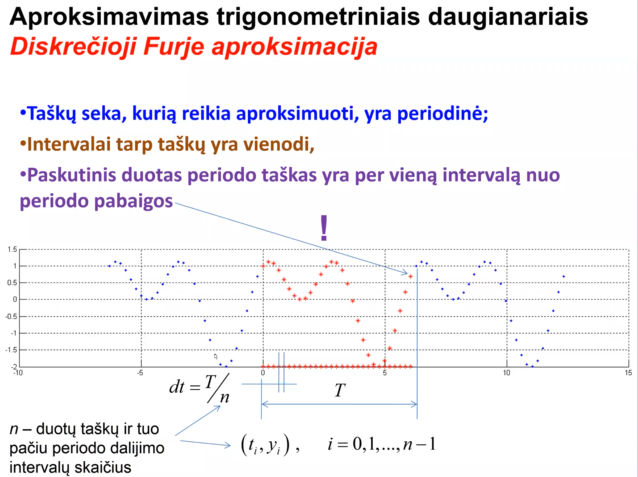 Aproksimavimas trigonometriniais daugianariais
Diskrečioji Furje aproksimacija
•Taškų seka, kurią reikia aproksimuoti, yra periodinė;
•Intervalai tarp taškų yra vienodi,
•Paskutinis duotas periodo taškas yra per vieną intervalą nuo
periodo pabaigos
!
1.5
1
0.5
0
-0.5
-1
-1.5
-2
-10 -5 0 5 10 15
dt = T/n
T
n – duotų taškų ir tuo
pačiu periodo dalijimo
intervalų skaičius
(tᵢ, yᵢ), i = 0,1,...,n−1